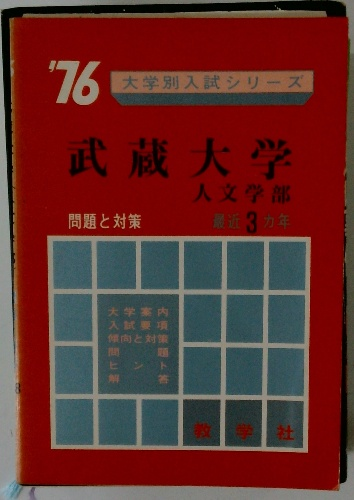 '76
大学別入試シリーズ
武蔵大学
人文学部
問題と対策
最近3カ年
大学案内
入試要項
傾向と対策
問題
ヒント
解答
教学社